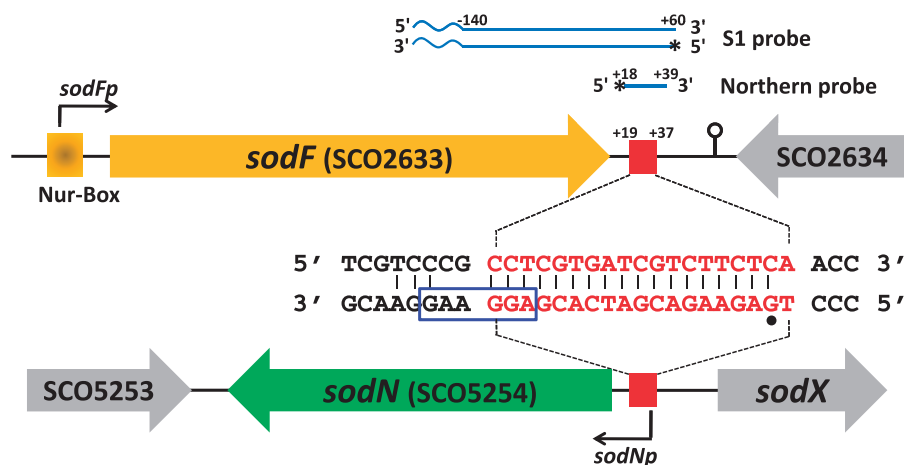 5' -140 +60 3'
3' * 5' S1 probe
5' *+18 +39 3' Northern probe
sodFp
+19 +37
sodF (SCO2633) SCO2634
Nur-Box
5′ TCGTCCCG CCTCGTGATCGTCTTCTCA ACC 3′
3′ GCAAGGAA GGAGCACTAGCAGAAGAGT CCC 5′
SCO5253 sodN (SCO5254) sodX
sodNp